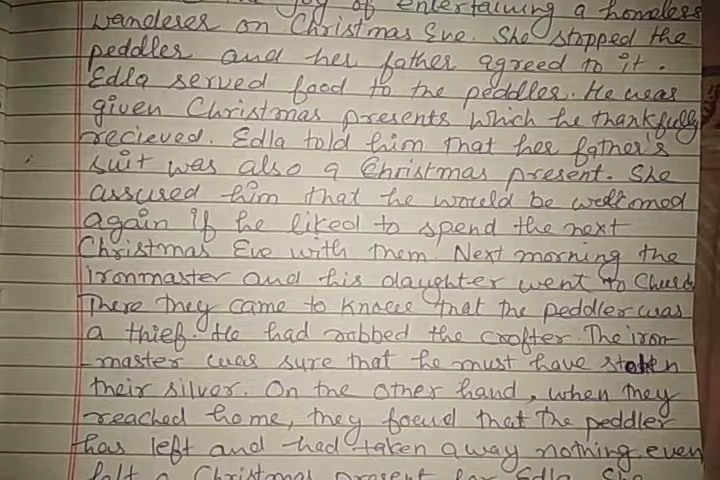 joy of entertaining a homeless
wanderer on Christmas Eve. She stopped the
peddler and her father agreed to it.
Edla served food to the peddler. He was
given Christmas presents which he thankfully
recieved. Edla told him that her father's
suit was also a Christmas present. She
assured him that he would be wellcomed
again if he liked to spend the next
Christmas Eve with them. Next morning the
ironmaster and his daughter went to Church
There they came to know that the peddler was
a thief. He had robbed the crofter. The iron-
master was sure that he must have stolen
their silver. On the other hand, when they
reached home, they found that the peddler
has left and had taken away nothing, even
left a Christmas present for Edla. She